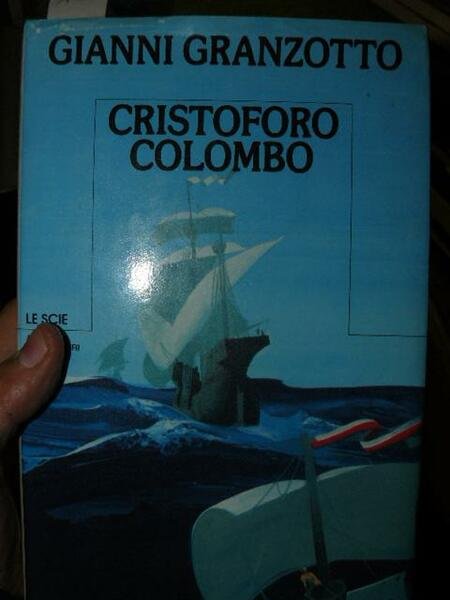 GIANNI GRANZOTTO
CRISTOFORO
COLOMBO
LE SCIE